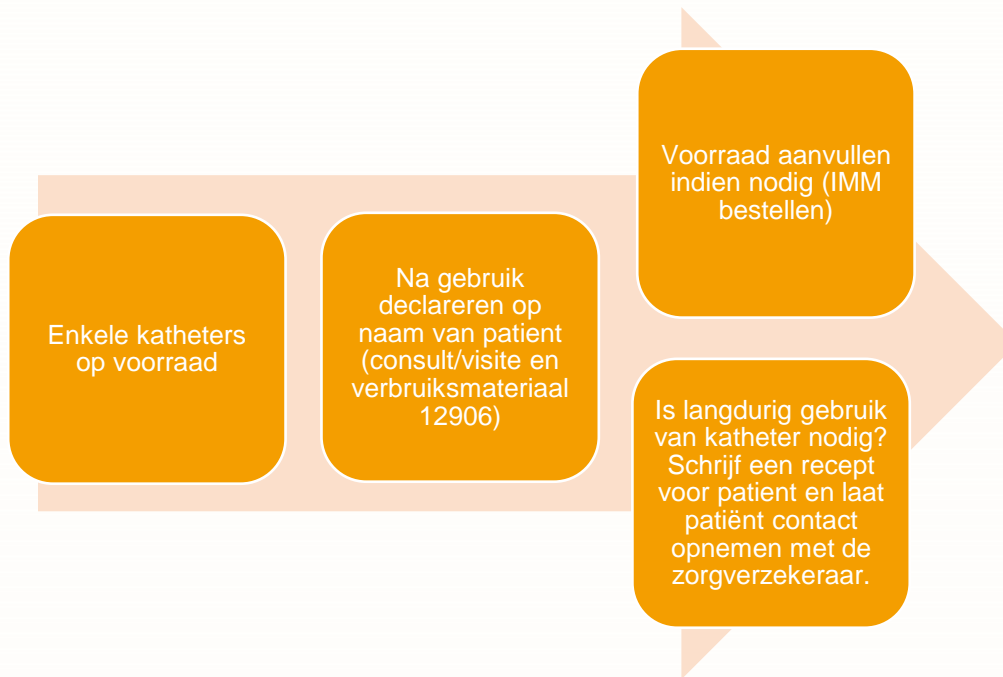 Enkele katheters
op voorraad
Na gebruik
declareren op
naam van patient
(consult/visite en
verbruiksmateriaal
12906)
Voorraad aanvullen
indien nodig (IMM
bestellen)
Is langdurig gebruik
van katheter nodig?
Schrijf een recept
voor patient en laat
patiënt contact
opnemen met de
zorgverzekeraar.